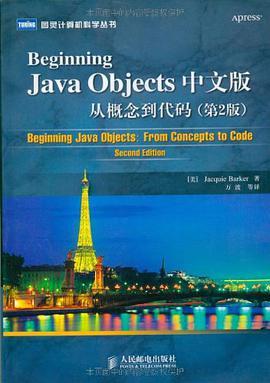 TURING
图灵计算机科学丛书
Apress®
Beginning
Java Objects 中文版
从概念到代码(第2版)
Beginning Java Objects: From Concepts to Code
Second Edition
[美] Jacquie Barker 著
万波 等译
人民邮电出版社
POSTS & TELECOM PRESS